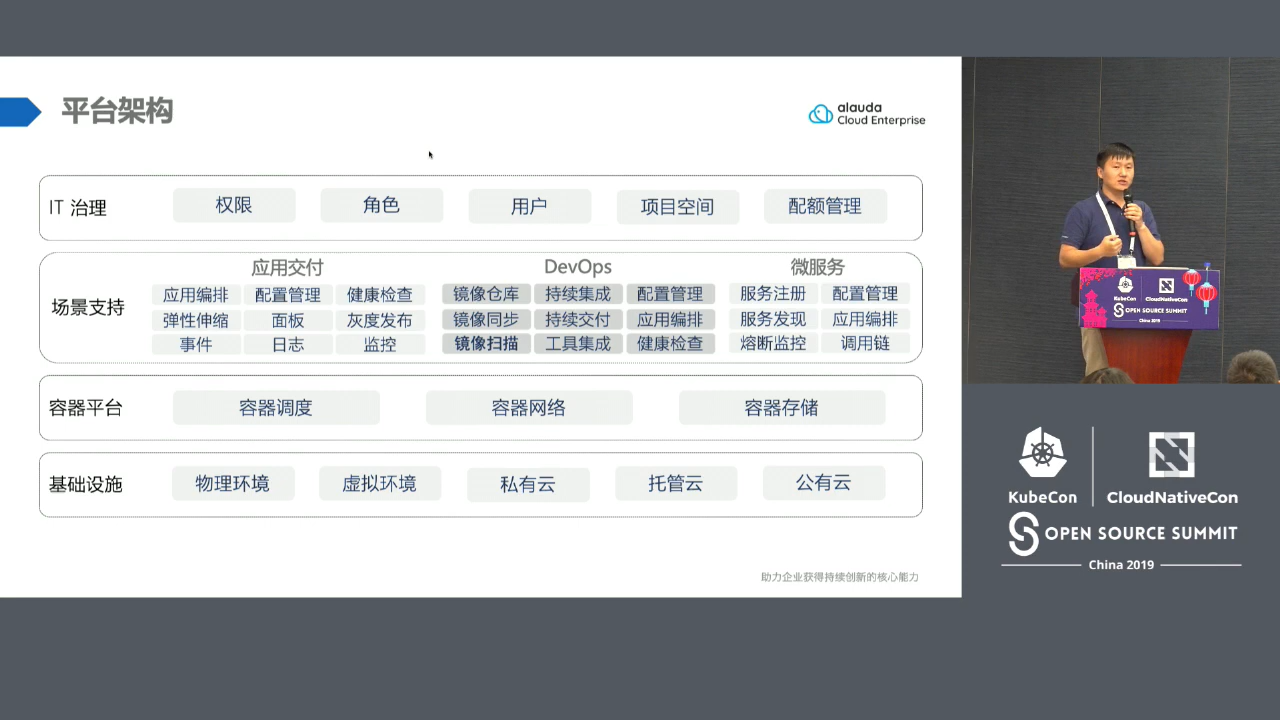 平台架构
alauda
Cloud Enterprise
IT 治理
权限
角色
用户
项目空间
配额管理
场景支持
应用交付
DevOps
微服务
应用编排
配置管理
健康检查
镜像仓库
持续集成
配置管理
服务注册
配置管理
弹性伸缩
面板
灰度发布
镜像同步
持续交付
应用编排
服务发现
应用编排
事件
日志
监控
镜像扫描
工具集成
健康检查
熔断监控
调用链
容器平台
容器调度
容器网络
容器存储
基础设施
物理环境
虚拟环境
私有云
托管云
公有云
助力企业获得持续创新的核心能力
KubeCon
CloudNativeCon
OPEN SOURCE SUMMIT
China 2019
KubeCon
CloudNativeCon
OPEN SOURCE SUMMIT
China 2019